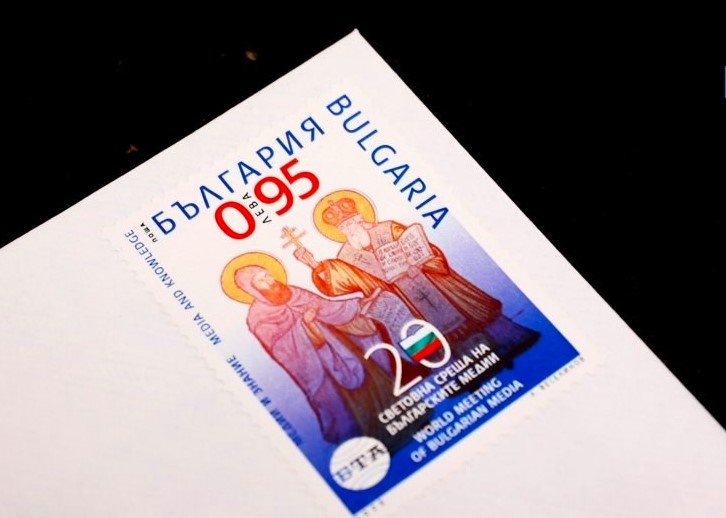 БЪЛГАРИЯ
BULGARIA
ПОЩА
0.95
ЛЕВА
МЕДИИ И ЗНАНИЕ MEDIA AND KNOWLEDGE
20
СВЕТОВНА СРЕЩА НА
БЪЛГАРСКИТЕ МЕДИИ
WORLD MEETING
OF BULGARIAN MEDIA
БТА